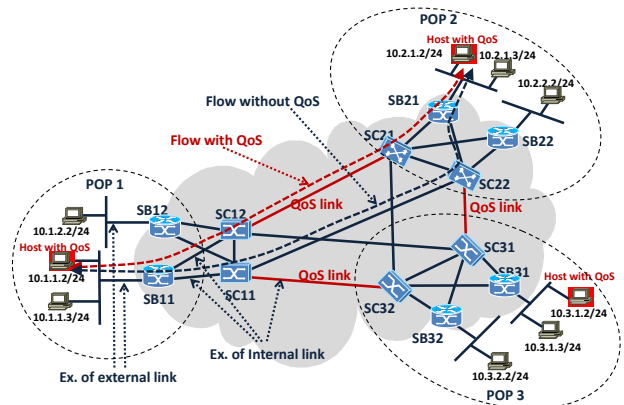 POP 2
Host with QoS
10.2.1.2/24
10.2.1.3/24
10.2.2.2/24
SB21
Flow without QoS
SC21
SB22
Flow with QoS
SC22
POP 1
QoS link
QoS link
SB12
SC12
10.1.2.2/24
SC31
Host with QoS
SB31
Host with QoS
10.1.1.2/24
SC11
QoS link
SB11
SC32
10.3.1.2/24
10.1.1.3/24
SB32
10.3.1.3/24
Ex. of external link
Ex. of Internal link
10.3.2.2/24
POP 3